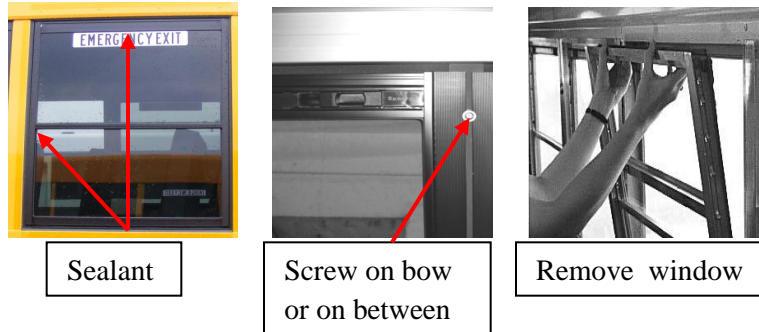 EMERGENCY EXIT
Sealant
Screw on bow
or on between
Remove window